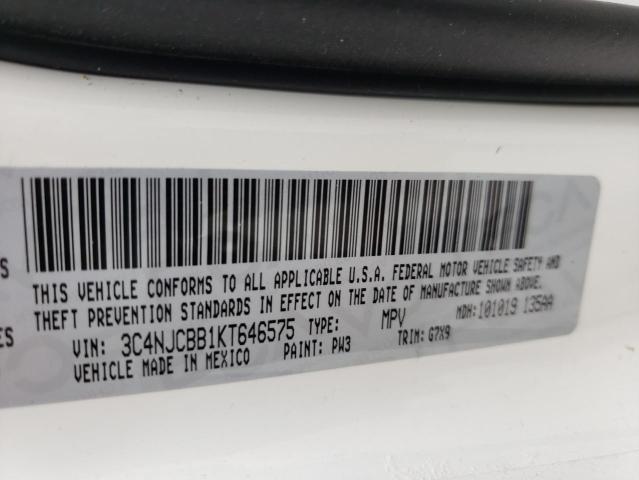 S
THIS VEHICLE CONFORMS TO ALL APPLICABLE U.S.A. FEDERAL MOTOR VEHICLE SAFETY AND
THEFT PREVENTION STANDARDS IN EFFECT ON THE DATE OF MANUFACTURE SHOWN ABOVE.
ES
VIN: 3C4NJCBB1KT646575 TYPE: MPV MDH:101019 135AA
VEHICLE MADE IN MEXICO PAINT: PW3 TRIM: G7X9